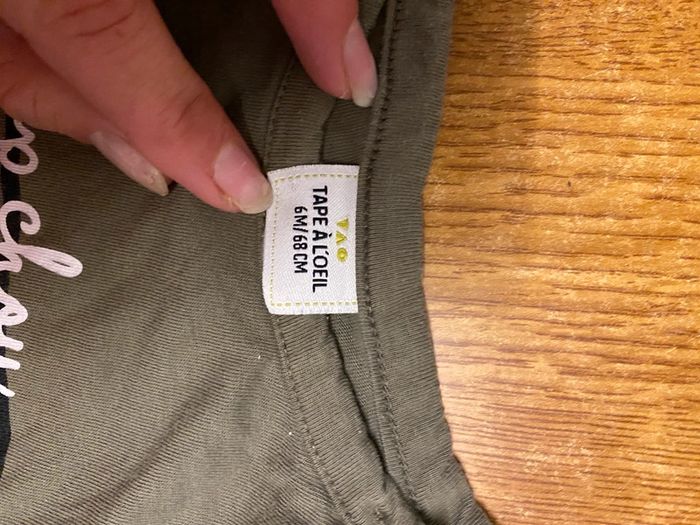 TAO
TAPE À L'OEIL
6M/68 CM